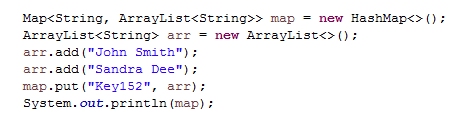 Map<String, ArrayList<String>> map = new HashMap<>();
ArrayList<String> arr = new ArrayList<>();
arr.add("John Smith");
arr.add("Sandra Dee");
map.put("Key152", arr);
System.out.println(map);